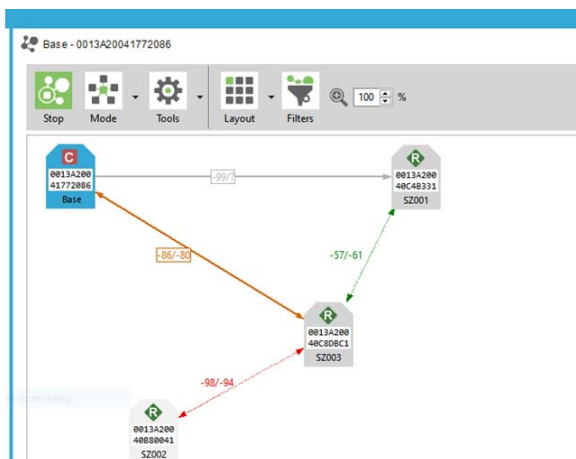 Base - 0013A20041772086
Stop
Mode
Tools
Layout
Filters
100 %
C
0013A200
41772086
Base
-99/?
R
0013A200
40C48331
SZ001
-86/-80
-57/-61
R
0013A200
40C8DBC1
SZ003
-98/-94
R
0013A200
40B80041
SZ002